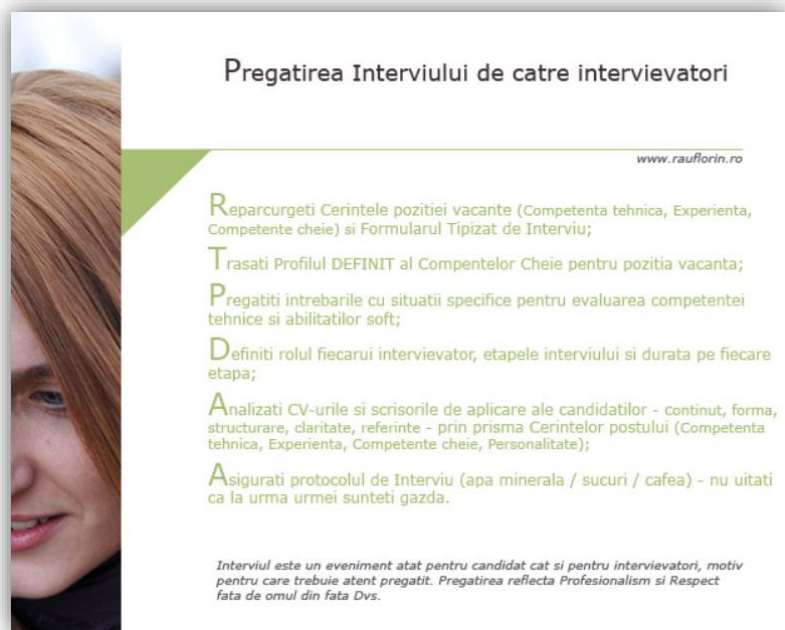 Pregatirea Interviului de catre intervievatori
www.rauflorin.ro
Reparcurgeti Cerintele pozitiei vacante (Competenta tehnica, Experienta,
Competente cheie) si Formularul Tipizat de Interviu;
Trasati Profilul DEFINIT al Compentelor Cheie pentru pozitia vacanta;
Pregatiti intrebarile cu situatii specifice pentru evaluarea competentei
tehnice si abilitatilor soft;
Definiti rolul fiecarui intervievator, etapele interviului si durata pe fiecare
etapa;
Analizati CV-urile si scrisorile de aplicare ale candidatilor - continut, forma,
structurare, claritate, referinte - prin prisma Cerintelor postului (Competenta
tehnica, Experienta, Competente cheie, Personalitate);
Asigurati protocolul de Interviu (apa minerala / sucuri / cafea) - nu uitati
ca la urma urmei sunteti gazda.
Interviul este un eveniment atat pentru candidat cat si pentru intervievatori, motiv
pentru care trebuie atent pregatit. Pregatirea reflecta Profesionalism si Respect
fata de omul din fata Dvs.